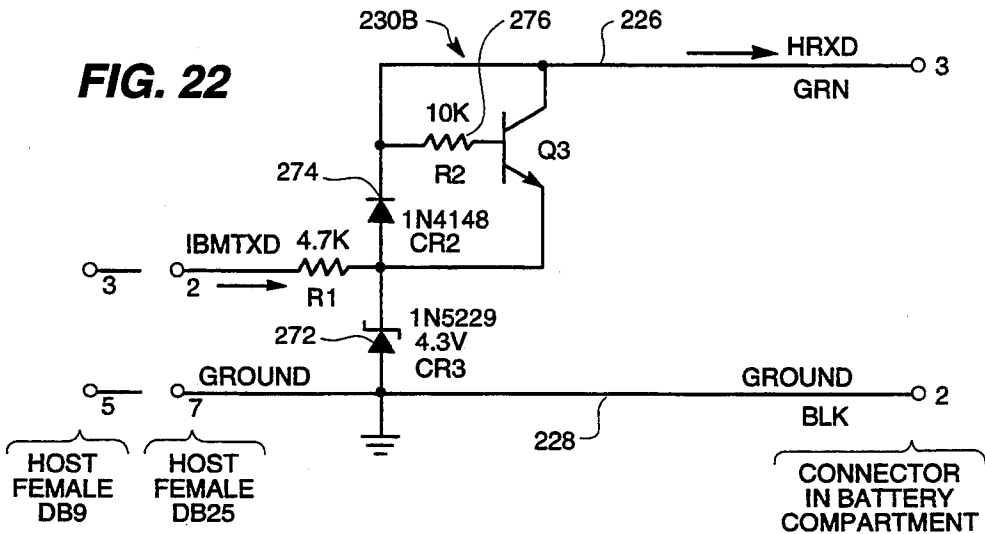 FIG. 22
230B
276
226
HRXD
3
GRN
10K
R2
Q3
274
1N4148
CR2
IBMTXD
4.7K
3
2
R1
272
1N5229
4.3V
CR3
GROUND
GROUND
5
7
2
BLK
228
HOST
FEMALE
DB9
HOST
FEMALE
DB25
CONNECTOR
IN BATTERY
COMPARTMENT